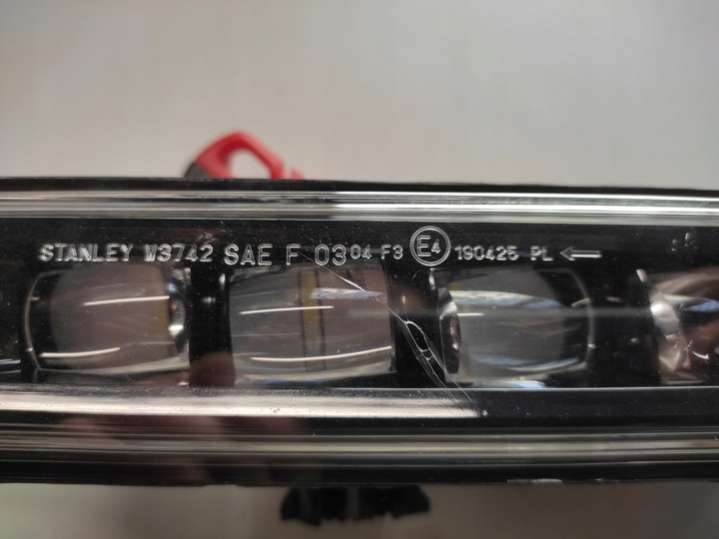 STANLEY W3742 SAE F 03 04 F3 E4 190425 PL ←